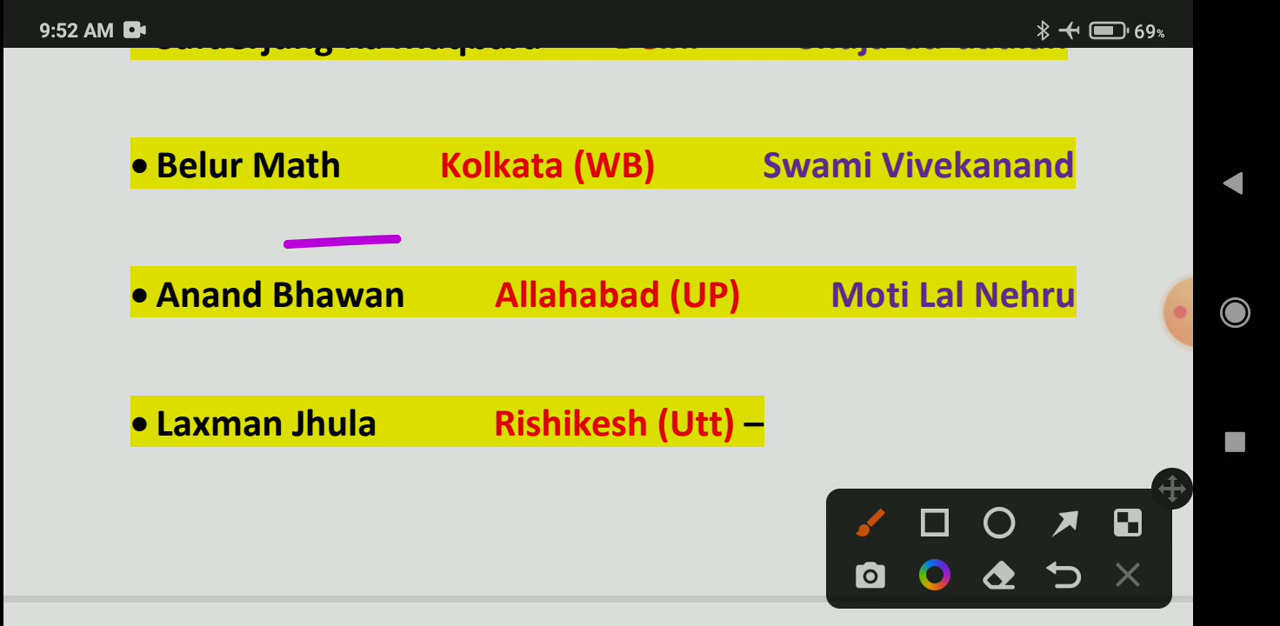 9:52 AM 69%
• Belur Math Kolkata (WB) Swami Vivekanand
• Anand Bhawan Allahabad (UP) Moti Lal Nehru
• Laxman Jhula Rishikesh (Utt) –